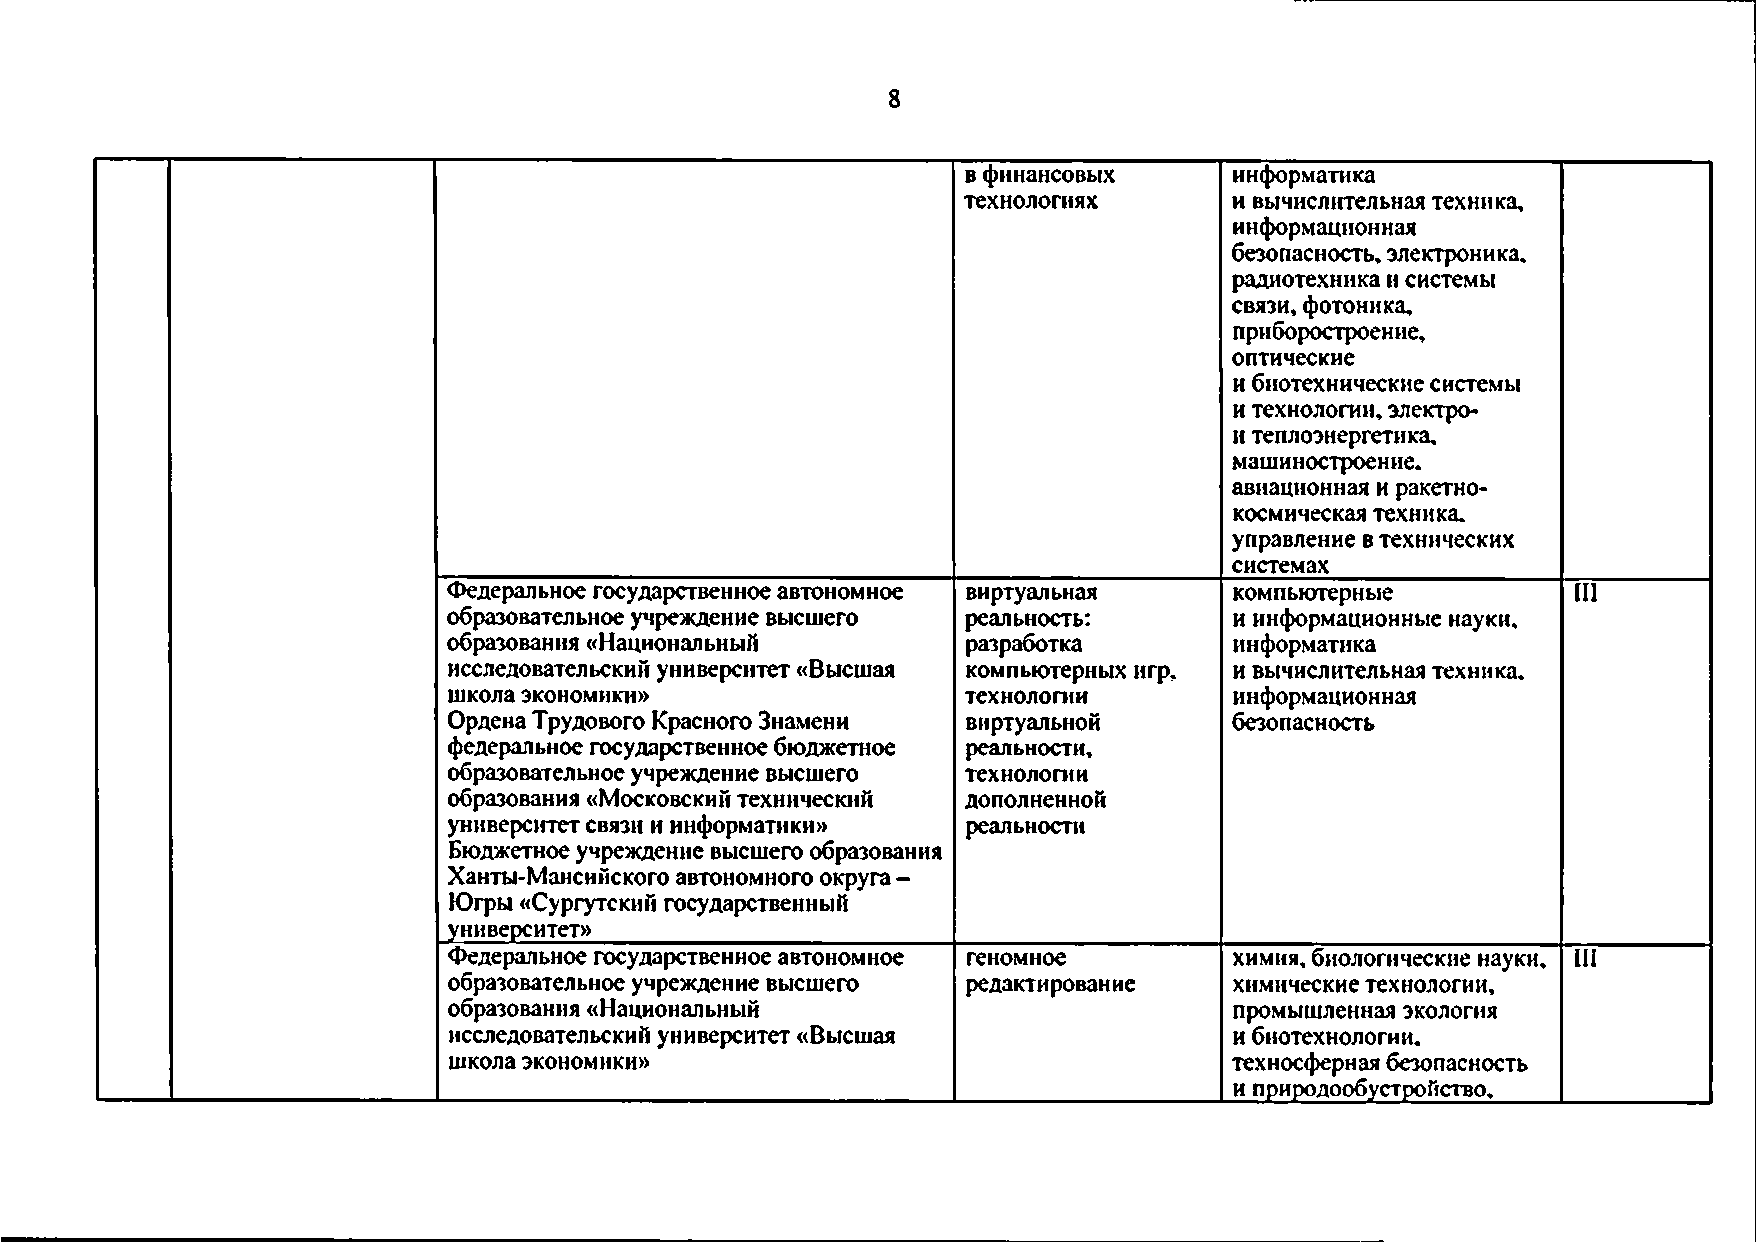 8
в финансовых
технологиях
информатика
и вычислительная техника,
информационная
безопасность, электроника,
радиотехника и системы
связи, фотоника,
приборостроение,
оптические
и биотехнические системы
и технологии, электро-
и теплоэнергетика,
машиностроение,
авиационная и ракетно-
космическая техника,
управление в технических
системах
Федеральное государственное автономное
образовательное учреждение высшего
образования «Национальный
исследовательский университет «Высшая
школа экономики»
Ордена Трудового Красного Знамени
федеральное государственное бюджетное
образовательное учреждение высшего
образования «Московский технический
университет связи и информатики»
Бюджетное учреждение высшего образования
Ханты-Мансийского автономного округа –
Югры «Сургутский государственный
университет»
виртуальная
реальность:
разработка
компьютерных игр,
технологии
виртуальной
реальности,
технологии
дополненной
реальности
компьютерные
и информационные науки,
информатика
и вычислительная техника,
информационная
безопасность
III
Федеральное государственное автономное
образовательное учреждение высшего
образования «Национальный
исследовательский университет «Высшая
школа экономики»
геномное
редактирование
химия, биологические науки,
химические технологии,
промышленная экология
и биотехнологии,
техносферная безопасность
и природообустройство,
III